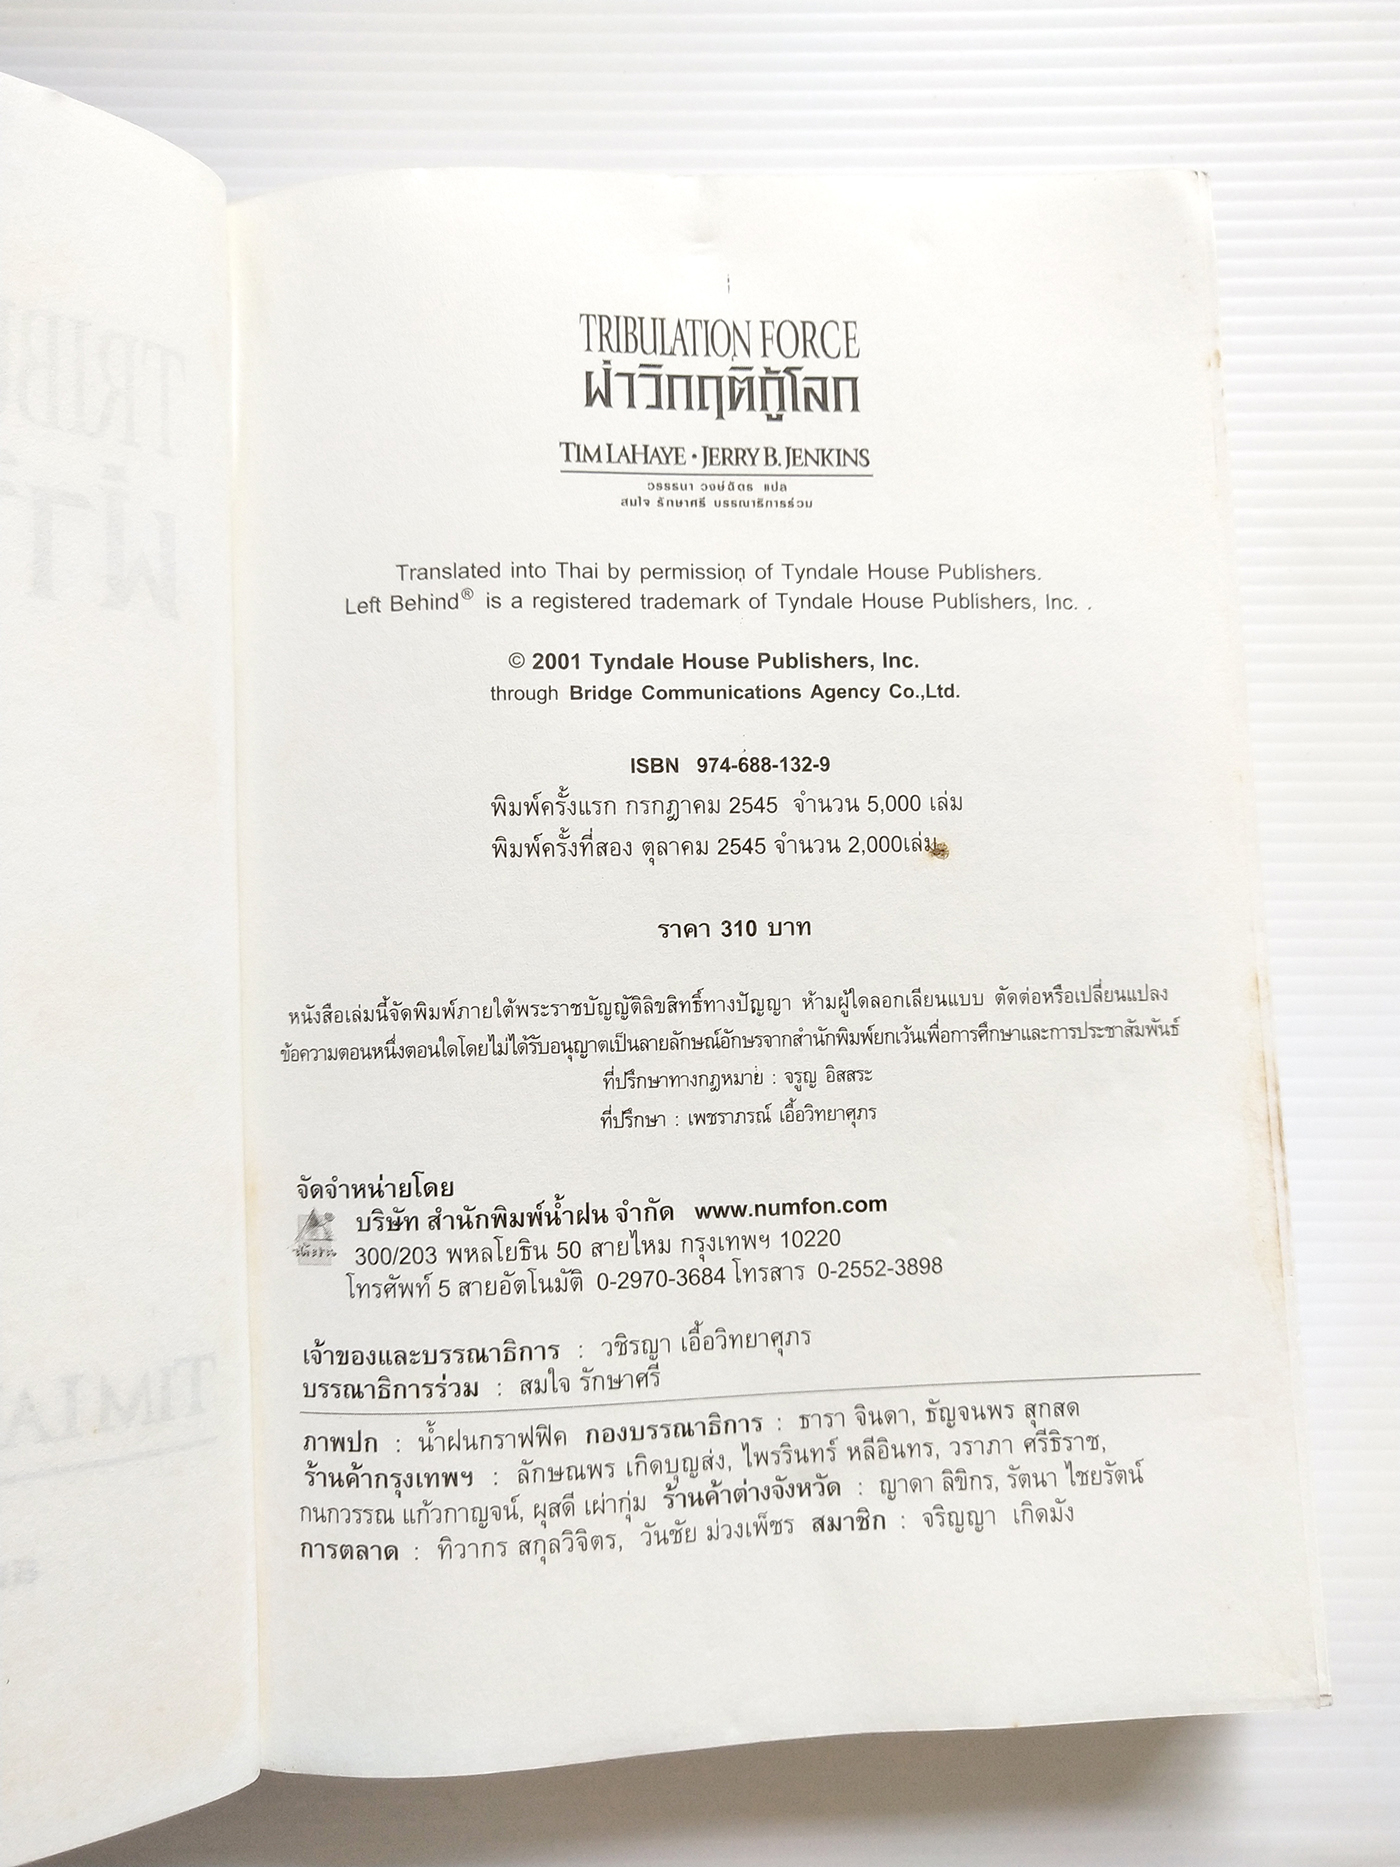 TRIBULATION FORCE
ฝ่าวิกฤติกู้โลก
TIM LAHAYE • JERRY B. JENKINS
วรรธนา วงษ์ฉัตร แปล
สมใจ รักษาศรี บรรณาธิการร่วม
Translated into Thai by permission of Tyndale House Publishers.
Left Behind® is a registered trademark of Tyndale House Publishers, Inc. .
© 2001 Tyndale House Publishers, Inc.
through Bridge Communications Agency Co.,Ltd.
ISBN 974-688-132-9
พิมพ์ครั้งแรก กรกฎาคม 2545 จำนวน 5,000 เล่ม
พิมพ์ครั้งที่สอง ตุลาคม 2545 จำนวน 2,000เล่ม
ราคา 310 บาท
หนังสือเล่มนี้จัดพิมพ์ภายใต้พระราชบัญญัติลิขสิทธิ์ทางปัญญา ห้ามผู้ใดลอกเลียนแบบ ตัดต่อหรือเปลี่ยนแปลง
ข้อความตอนหนึ่งตอนใดโดยไม่ได้รับอนุญาตเป็นลายลักษณ์อักษรจากสำนักพิมพ์ยกเว้นเพื่อการศึกษาและการประชาสัมพันธ์
ที่ปรึกษาทางกฎหมาย : จรูญ อิสสระ
ที่ปรึกษา : เพชราภรณ์ เอื้อวิทยาศุภร
จัดจำหน่ายโดย
บริษัท สำนักพิมพ์น้ำฝน จำกัด www.numfon.com
300/203 พหลโยธิน 50 สายไหม กรุงเทพฯ 10220
โทรศัพท์ 5 สายอัตโนมัติ 0-2970-3684 โทรสาร 0-2552-3898
เจ้าของและบรรณาธิการ : วชิรญา เอื้อวิทยาศุภร
บรรณาธิการร่วม : สมใจ รักษาศรี
ภาพปก : น้ำฝนกราฟฟิค กองบรรณาธิการ : ธารา จินดา, ธัญจนพร สุกสด
ร้านค้ากรุงเทพฯ : ลักษณพร เกิดบุญส่ง, ไพรรินทร์ หลีอินทร, วราภา ศรีธิราช,
กนกวรรณ แก้วกาญจน์, ผุสดี เผ่ากุ่ม ร้านค้าต่างจังหวัด : ญาดา ลิขิกร, รัตนา ไชยรัตน์
การตลาด : ทิวากร สกุลวิจิตร, วันชัย ม่วงเพ็ชร สมาชิก : จริญญา เกิดมัง